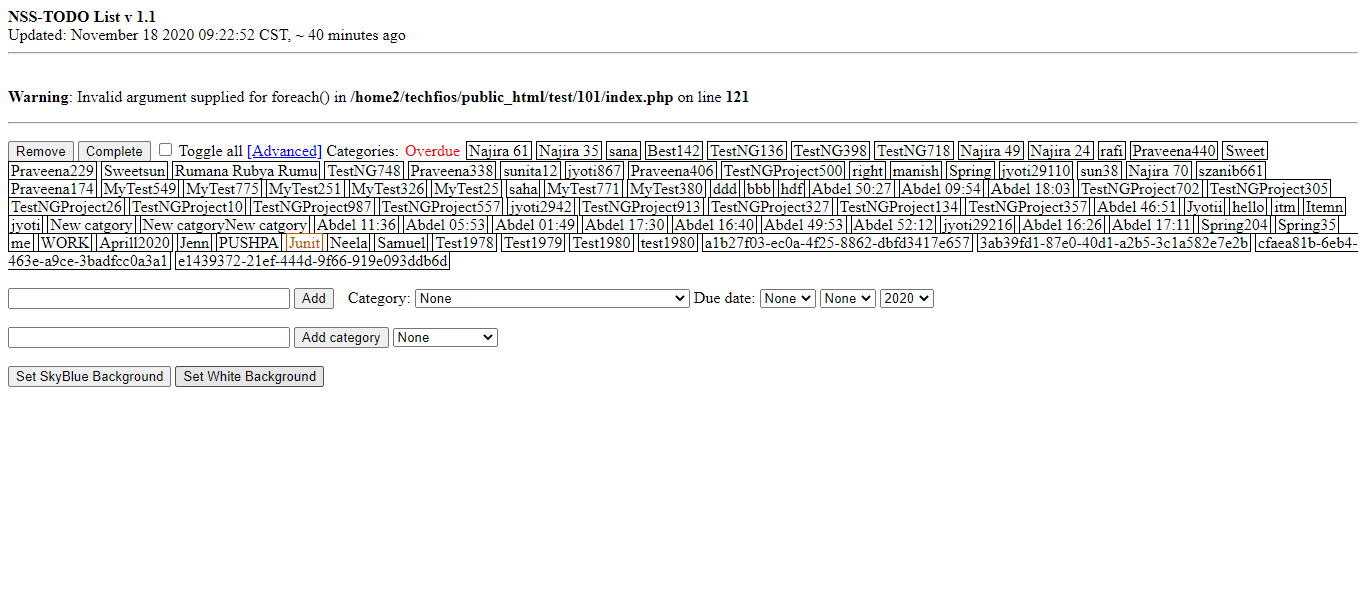 NSS-TODO List v 1.1
Updated: November 18 2020 09:22:52 CST, ~ 40 minutes ago
Warning: Invalid argument supplied for foreach() in /home2/techfios/public_html/test/101/index.php on line 121
Remove Complete Toggle all [Advanced] Categories: Overdue Najira 61 Najira 35 sana Best142 TestNG136 TestNG398 TestNG718 Najira 49 Najira 24 rafi Praveena440 Sweet
Praveena229 Sweetsun Rumana Rubya Rumu TestNG748 Praveena338 sunita12 jyoti867 Praveena406 TestNGProject500 right manish Spring jyoti29110 sun38 Najira 70 szanib661
Praveena174 MyTest549 MyTest775 MyTest251 MyTest326 MyTest25 saha MyTest771 MyTest380 ddd bbb hdf Abdel 50:27 Abdel 09:54 Abdel 18:03 TestNGProject702 TestNGProject305
TestNGProject26 TestNGProject10 TestNGProject987 TestNGProject557 jyoti2942 TestNGProject913 TestNGProject327 TestNGProject134 TestNGProject357 Abdel 46:51 Jyotii hello itm Itemn
jyoti New catgory New catgoryNew catgory Abdel 11:36 Abdel 05:53 Abdel 01:49 Abdel 17:30 Abdel 16:40 Abdel 49:53 Abdel 52:12 jyoti29216 Abdel 16:26 Abdel 17:11 Spring204 Spring35
me WORK Aprill2020 Jenn PUSHPA Junit Neela Samuel Test1978 Test1979 Test1980 test1980 a1b27f03-ec0a-4f25-8862-dbfd3417e657 3ab39fd1-87e0-40d1-a2b5-3c1a582e7e2b cfaea81b-6eb4-
463e-a9ce-3badfcc0a3a1 e1439372-21ef-444d-9f66-919e093ddb6d
Add Category: None Due date: None None 2020
Add category None
Set SkyBlue Background Set White Background